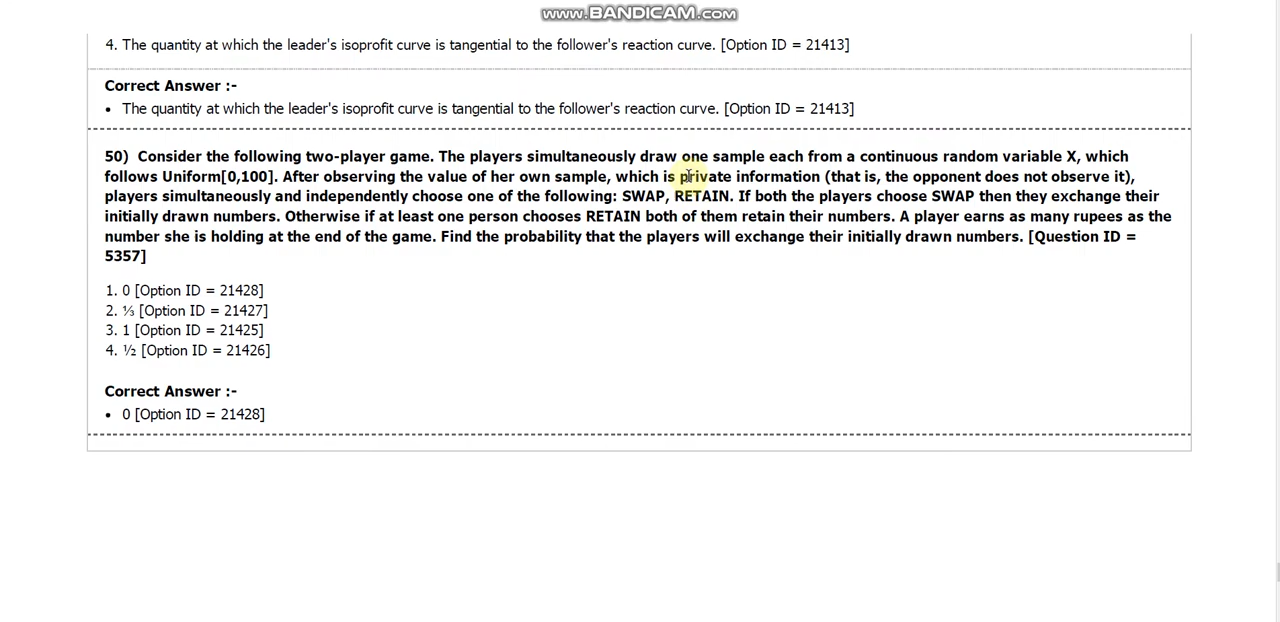 www.BANDICAM.com
4. The quantity at which the leader's isoprofit curve is tangential to the follower's reaction curve. [Option ID = 21413]
Correct Answer :-
• The quantity at which the leader's isoprofit curve is tangential to the follower's reaction curve. [Option ID = 21413]
50) Consider the following two-player game. The players simultaneously draw one sample each from a continuous random variable X, which
follows Uniform[0,100]. After observing the value of her own sample, which is private information (that is, the opponent does not observe it),
players simultaneously and independently choose one of the following: SWAP, RETAIN. If both the players choose SWAP then they exchange their
initially drawn numbers. Otherwise if at least one person chooses RETAIN both of them retain their numbers. A player earns as many rupees as the
number she is holding at the end of the game. Find the probability that the players will exchange their initially drawn numbers. [Question ID =
5357]
1. 0 [Option ID = 21428]
2. ⅓ [Option ID = 21427]
3. 1 [Option ID = 21425]
4. ½ [Option ID = 21426]
Correct Answer :-
• 0 [Option ID = 21428]